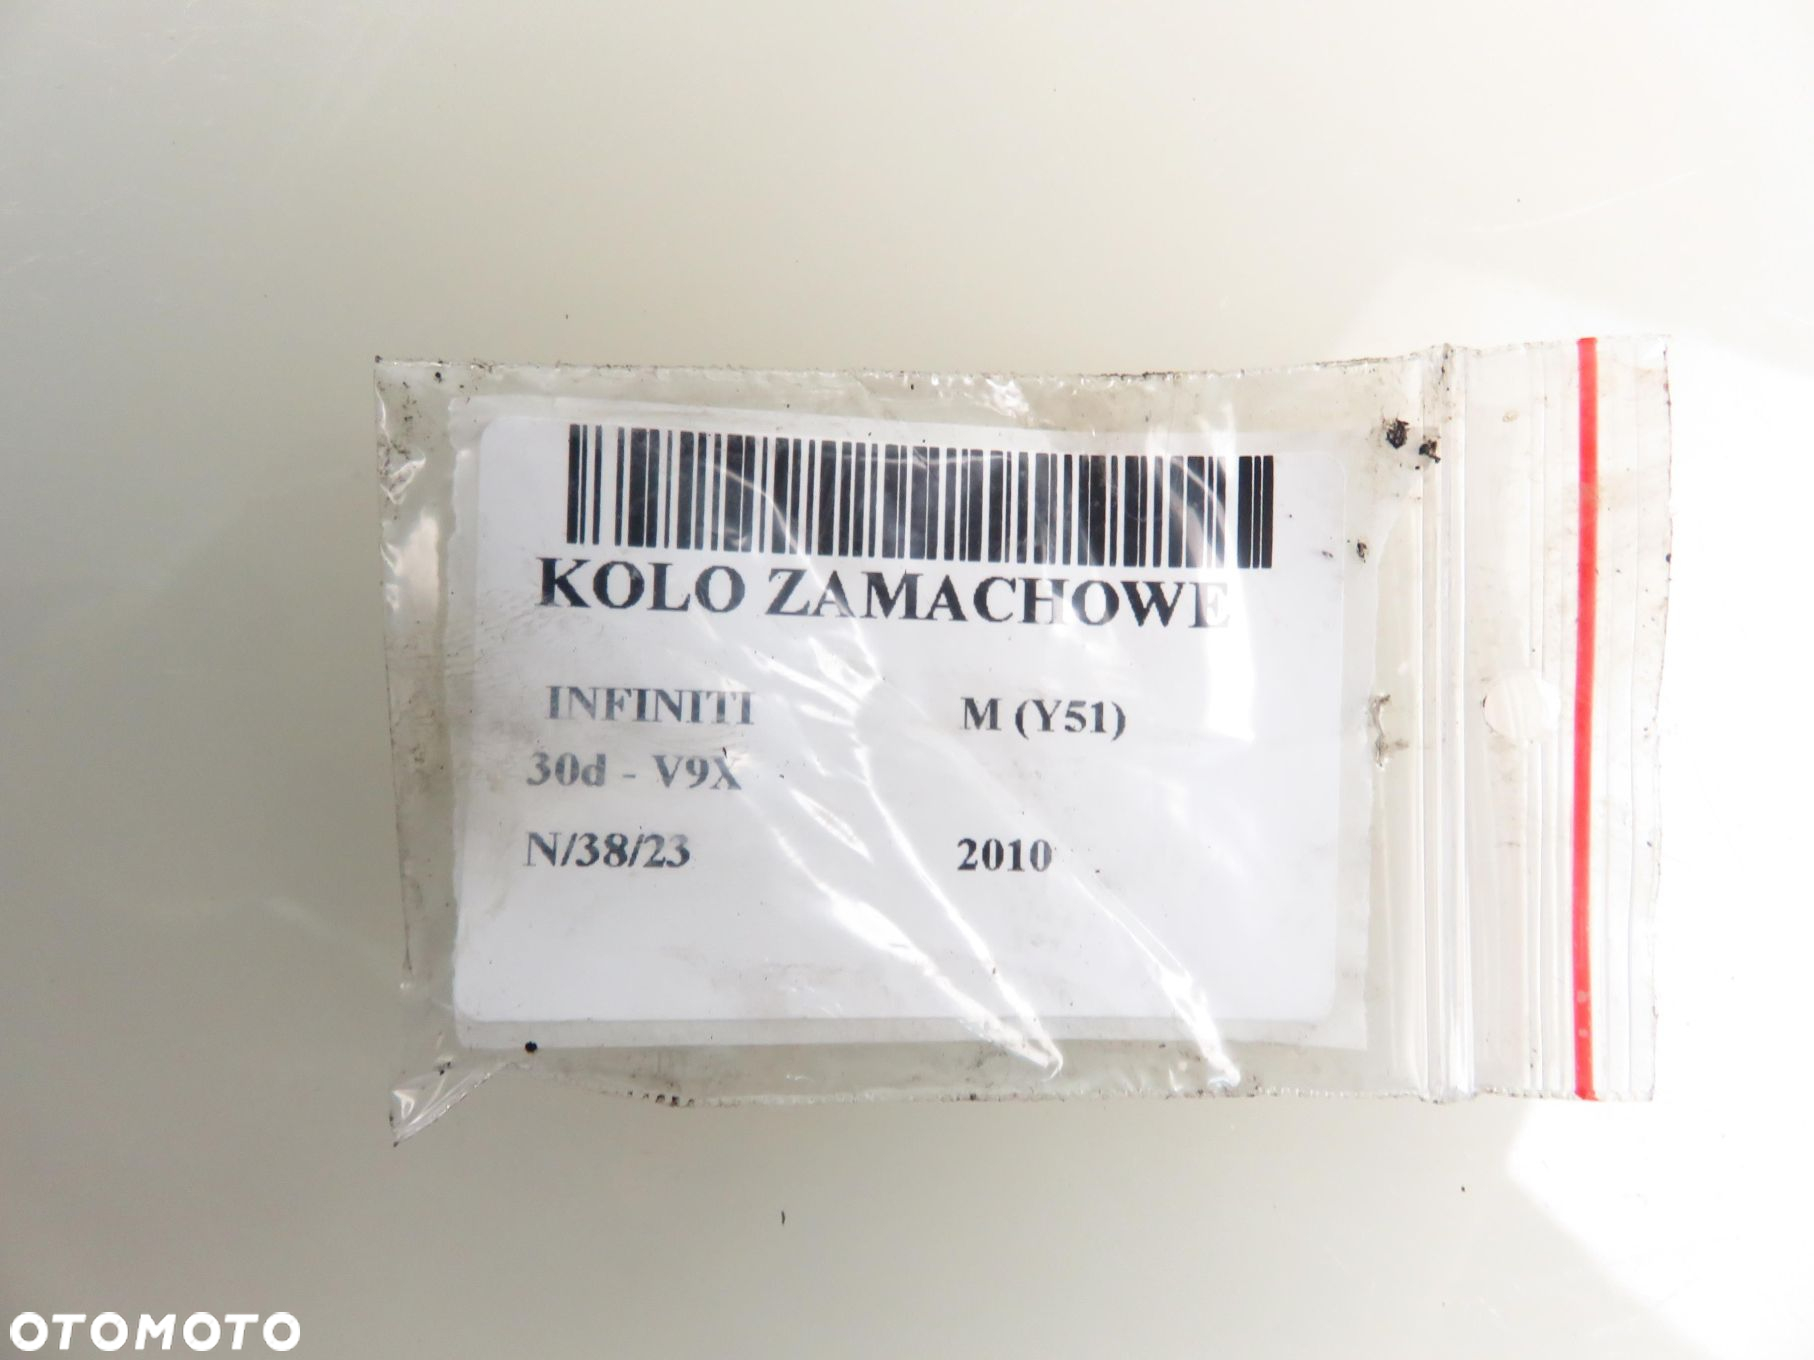 KOLO ZAMACHOWE
INFINITI M (Y51)
30d - V9X
N/38/23 2010
OTOMOTO